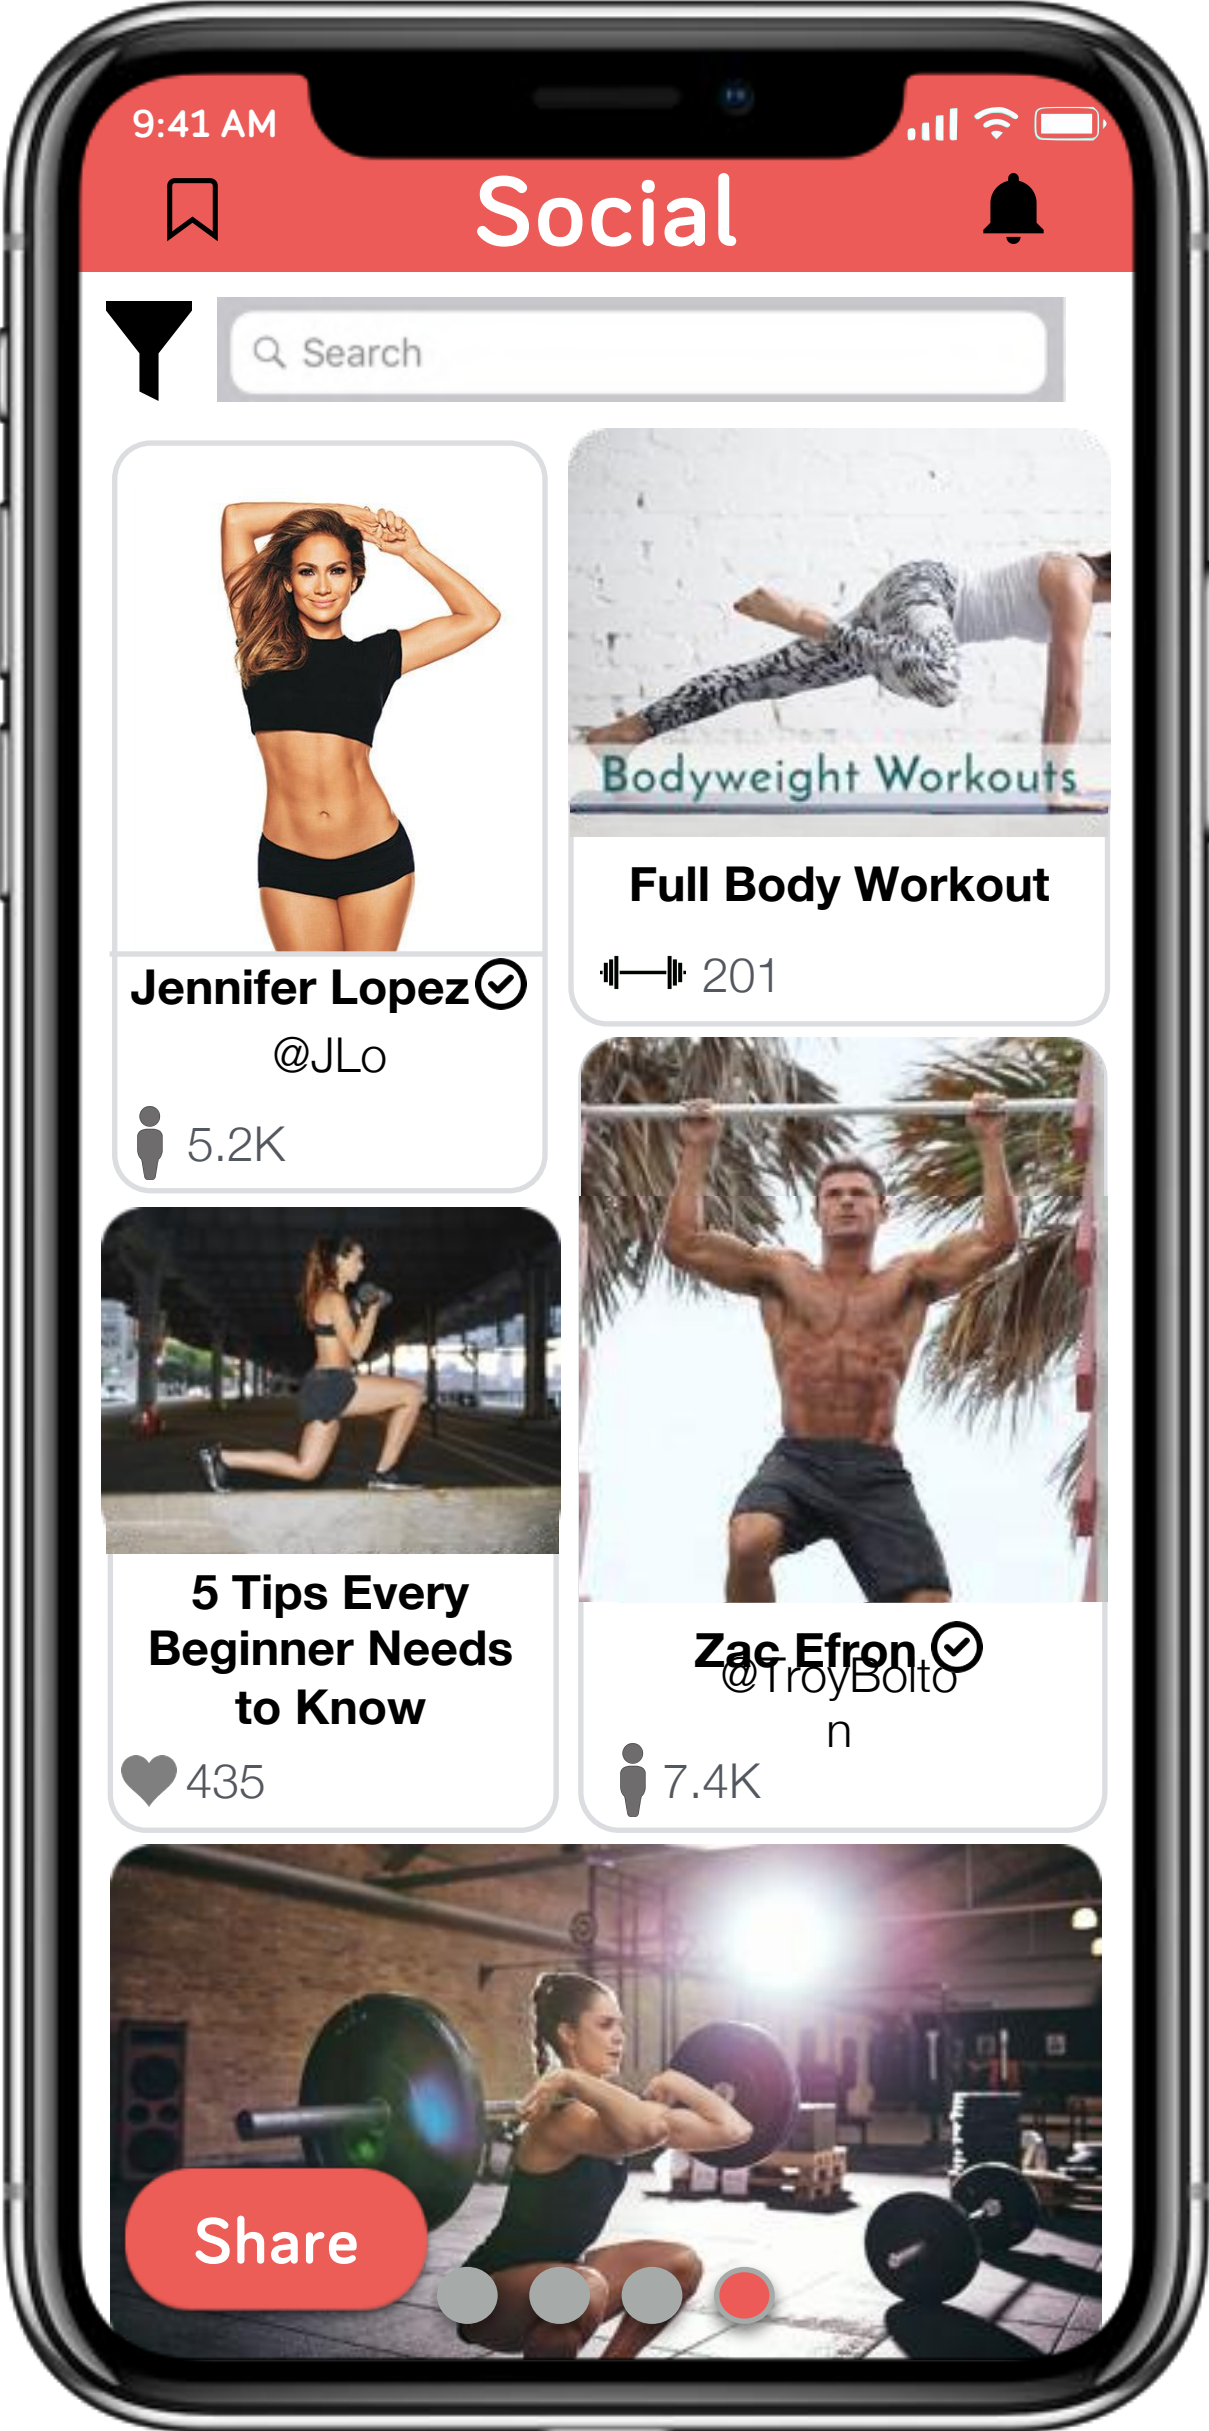 9:41 AM
Social
Search
Bodyweight Workouts
Full Body Workout
201
Jennifer Lopez
@JLo
5.2K
5 Tips Every
Beginner Needs
to Know
435
Zac Efron
@TroyBolto
n
7.4K
Share